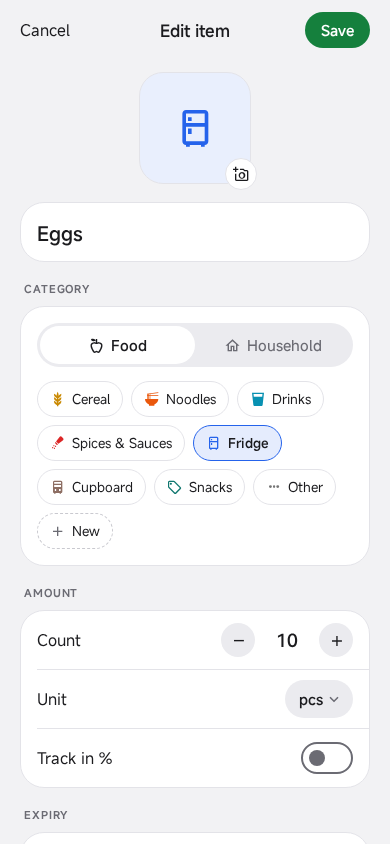 Cancel
Edit item
Save
Eggs
CATEGORY
Food
Household
Cereal
Noodles
Drinks
Spices & Sauces
Fridge
Cupboard
Snacks
Other
New
AMOUNT
Count
10
Unit
pcs
Track in %
EXPIRY